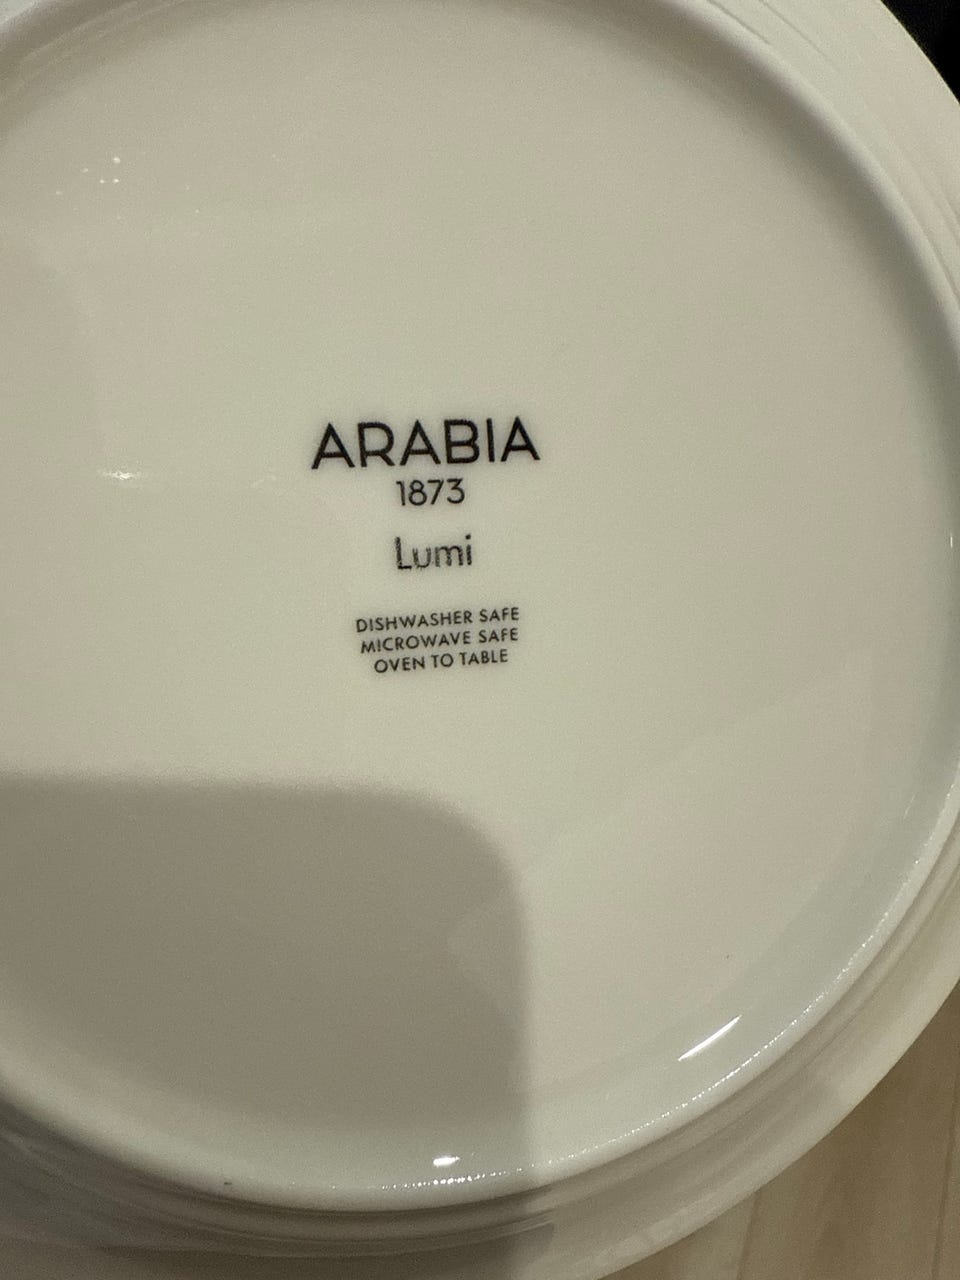 ARABIA
1873
Lumi
DISHWASHER SAFE
MICROWAVE SAFE
OVEN TO TABLE